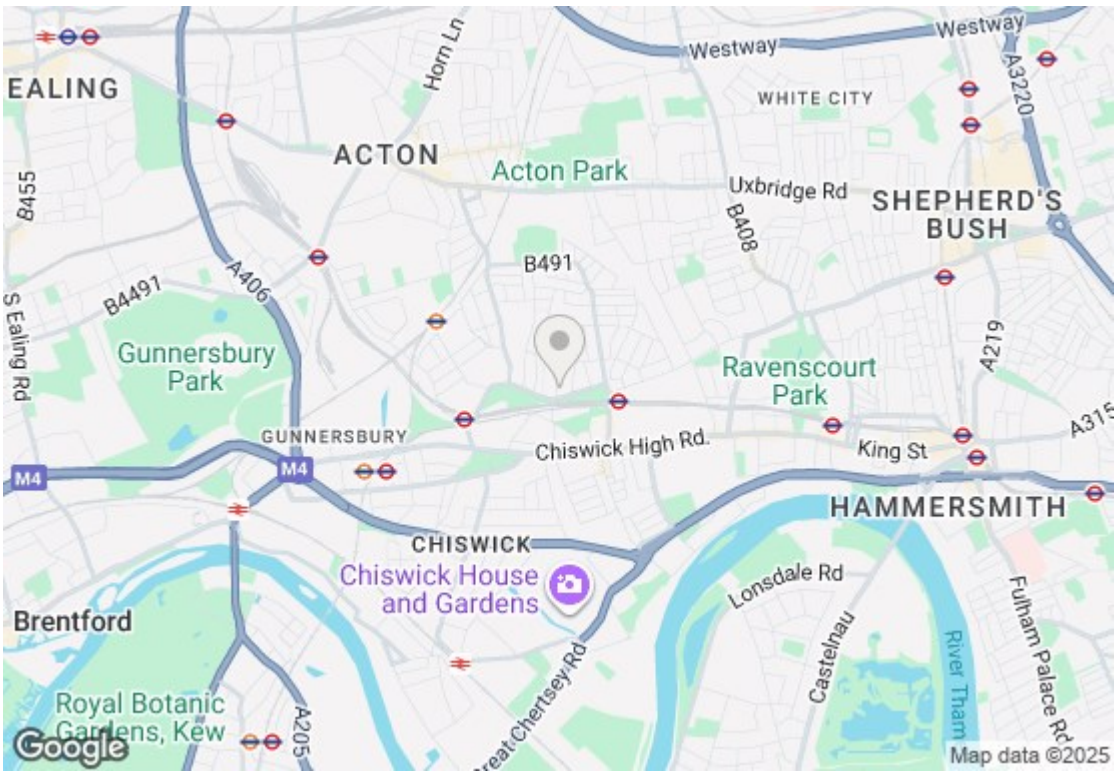 Westway
Westway
Horn Ln
A3220
EALING
WHITE CITY
ACTON
Acton Park
Uxbridge Rd
B455
SHEPHERD'S
BUSH
B408
B491
A406
B4491
S Ealing Rd
A219
Gunnersbury
Park
Ravenscourt
Park
A315
GUNNERSBURY
Chiswick High Rd.
King St
M4
M4
HAMMERSMITH
CHISWICK
Chiswick House
and Gardens
Lonsdale Rd
Brentford
Castelnau
Fulham Palace Rd
River Tham
Great Chertsey Rd
Royal Botanic
Gardens, Kew
A205
Google
Map data ©2025